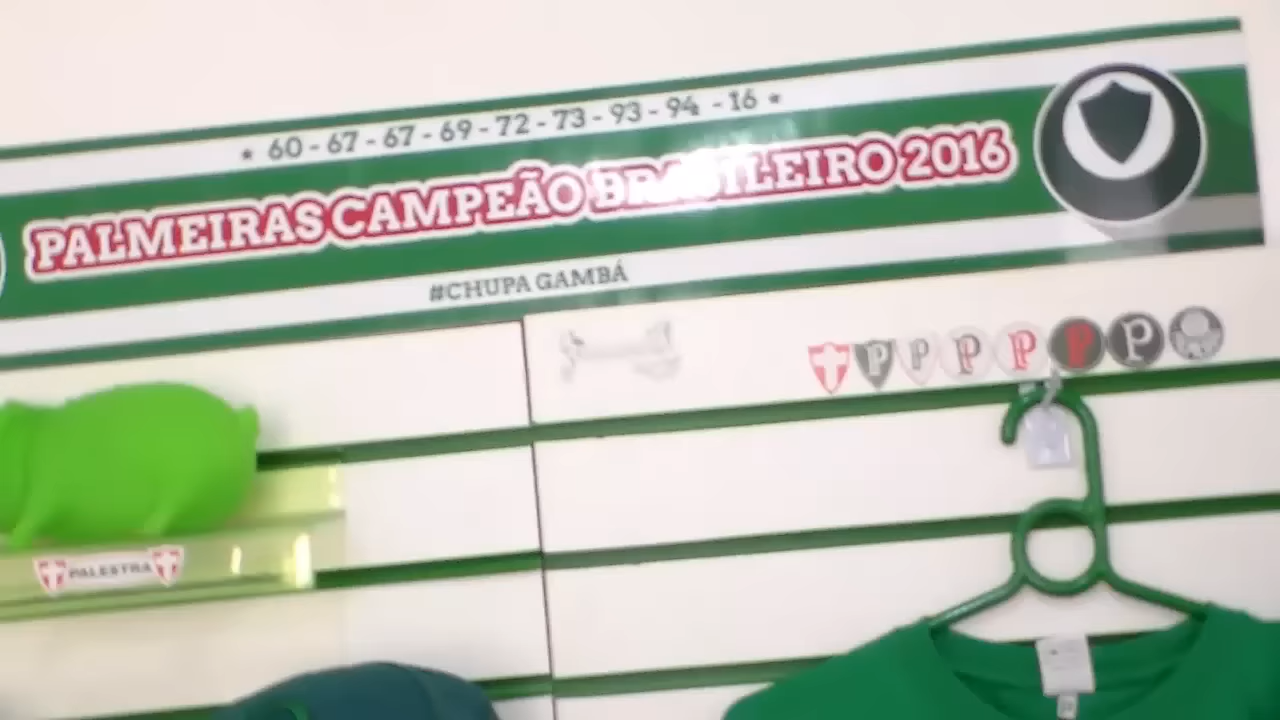 ★ 60 - 67 - 67 - 69 - 72 - 73 - 93 - 94 - 16 ★
PALMEIRAS CAMPEÃO BRASILEIRO 2016
#CHUPA GAMBÁ
P P P P P P
PALESTRA